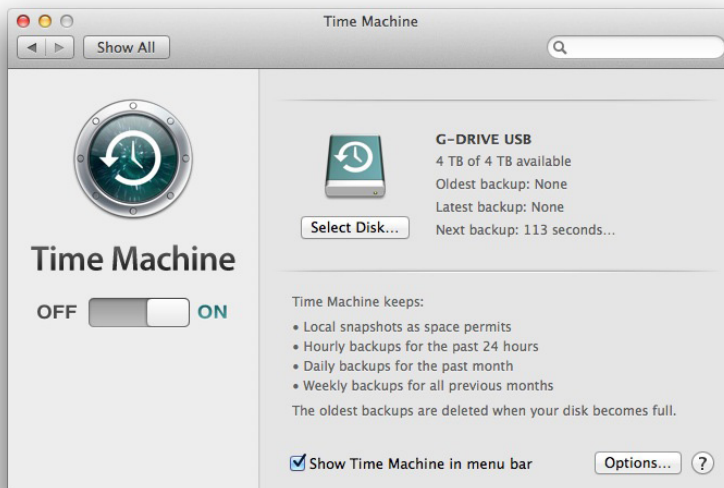 Time Machine
Show All
G-DRIVE USB
4 TB of 4 TB available
Oldest backup: None
Latest backup: None
Select Disk...
Next backup: 113 seconds...
Time Machine
OFF ON
Time Machine keeps:
• Local snapshots as space permits
• Hourly backups for the past 24 hours
• Daily backups for the past month
• Weekly backups for all previous months
The oldest backups are deleted when your disk becomes full.
Show Time Machine in menu bar
Options...
?